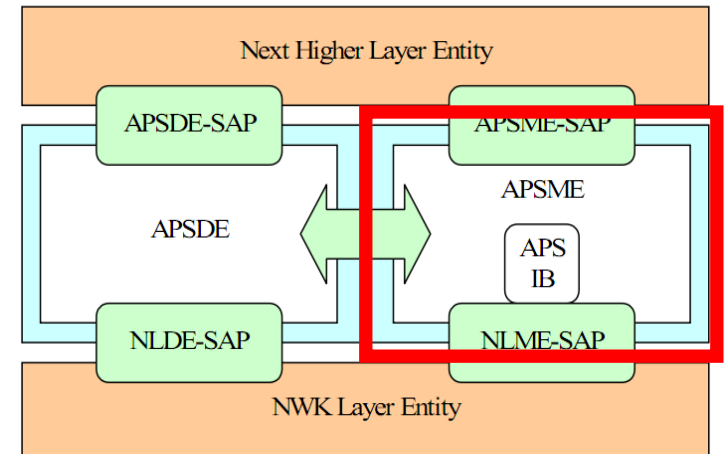 Next Higher Layer Entity
APSDE-SAP
APSME-SAP
APSME
APSDE
APS
IB
NLDE-SAP
NLME-SAP
NWK Layer Entity